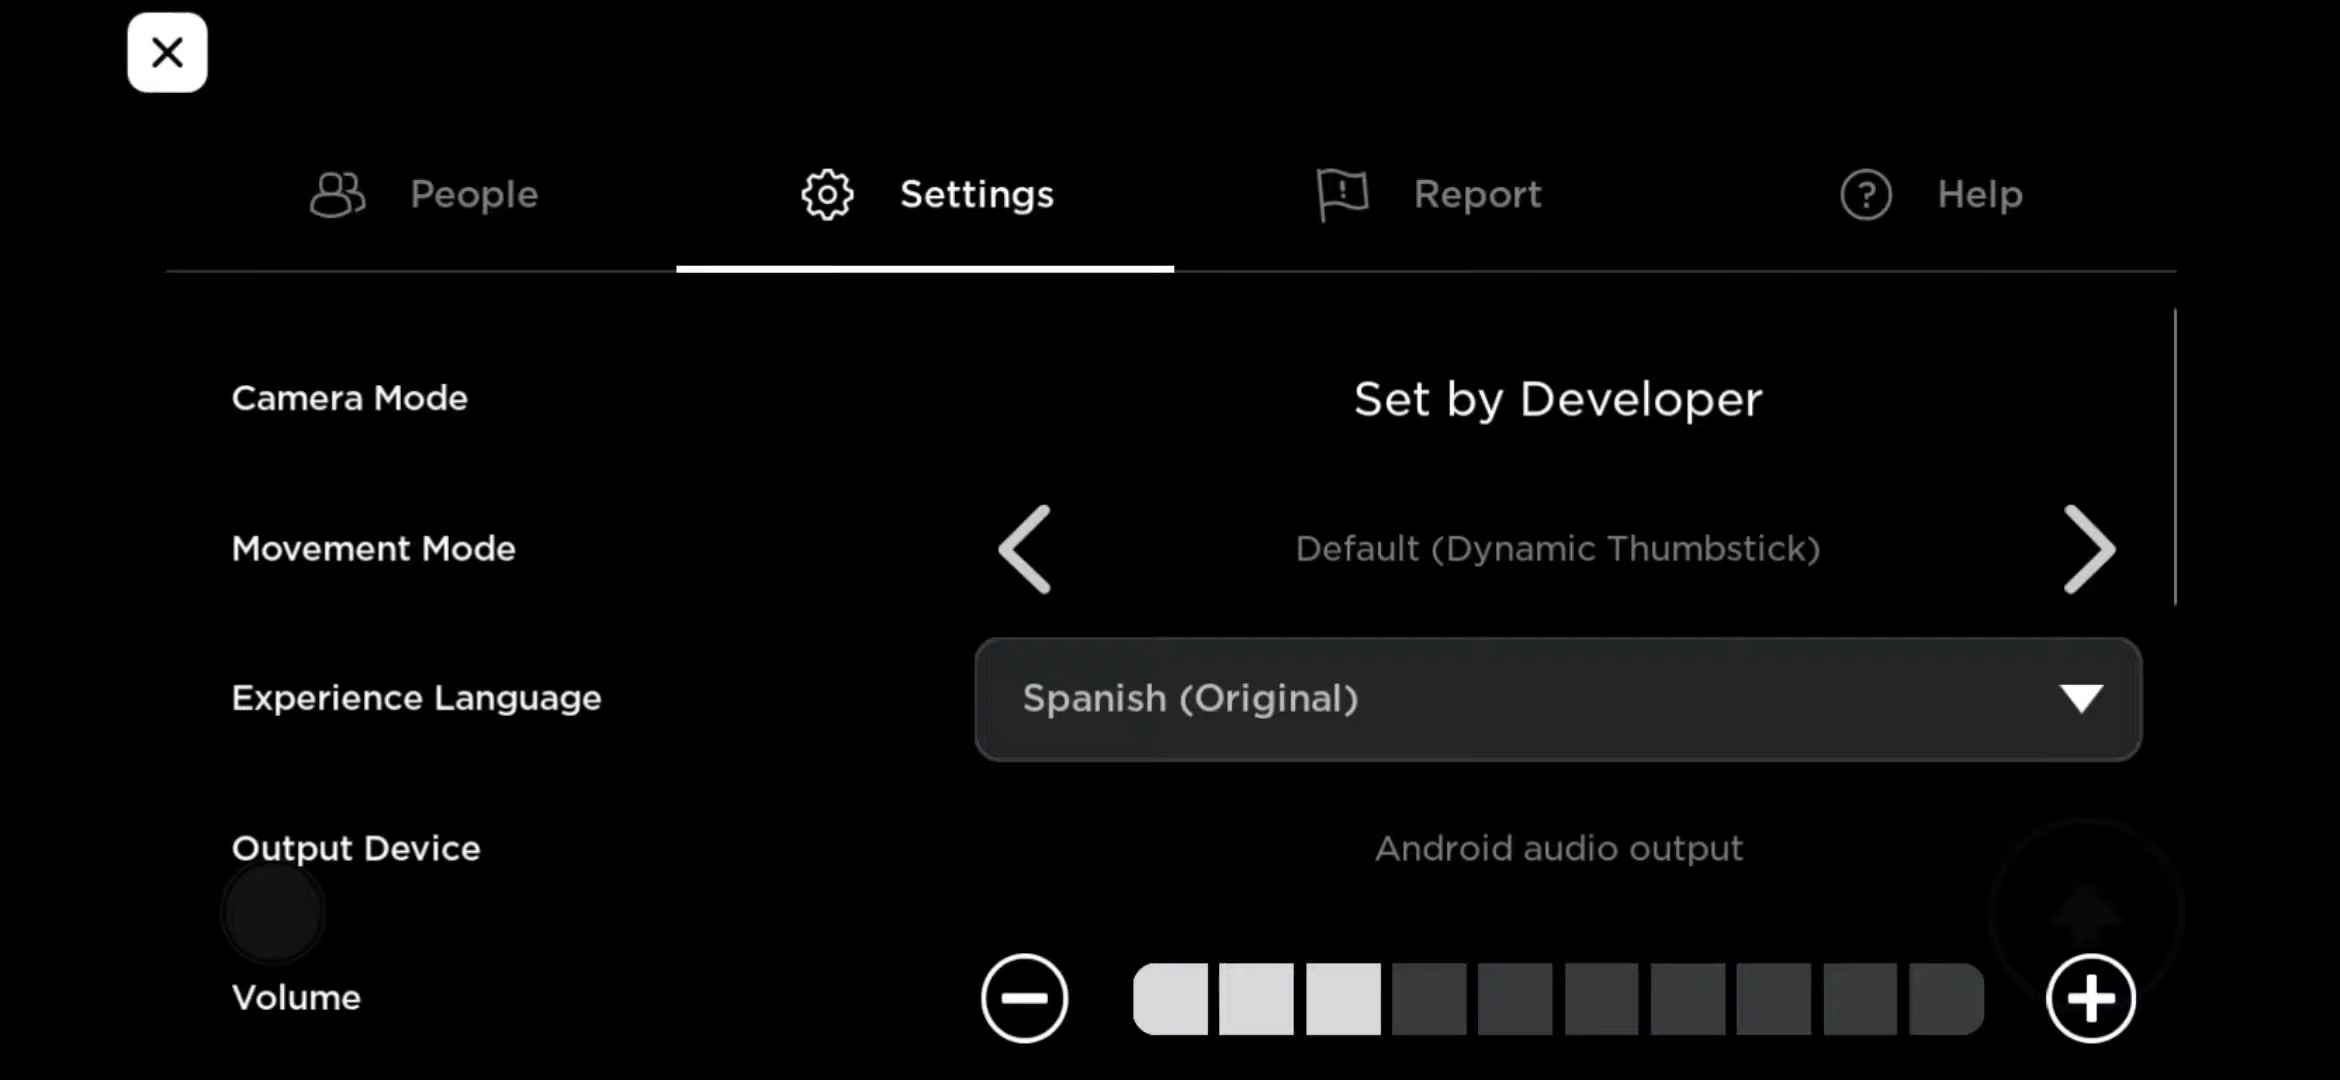 People
Settings
Report
Help
Camera Mode
Set by Developer
Movement Mode
Default (Dynamic Thumbstick)
Experience Language
Spanish (Original)
Output Device
Android audio output
Volume